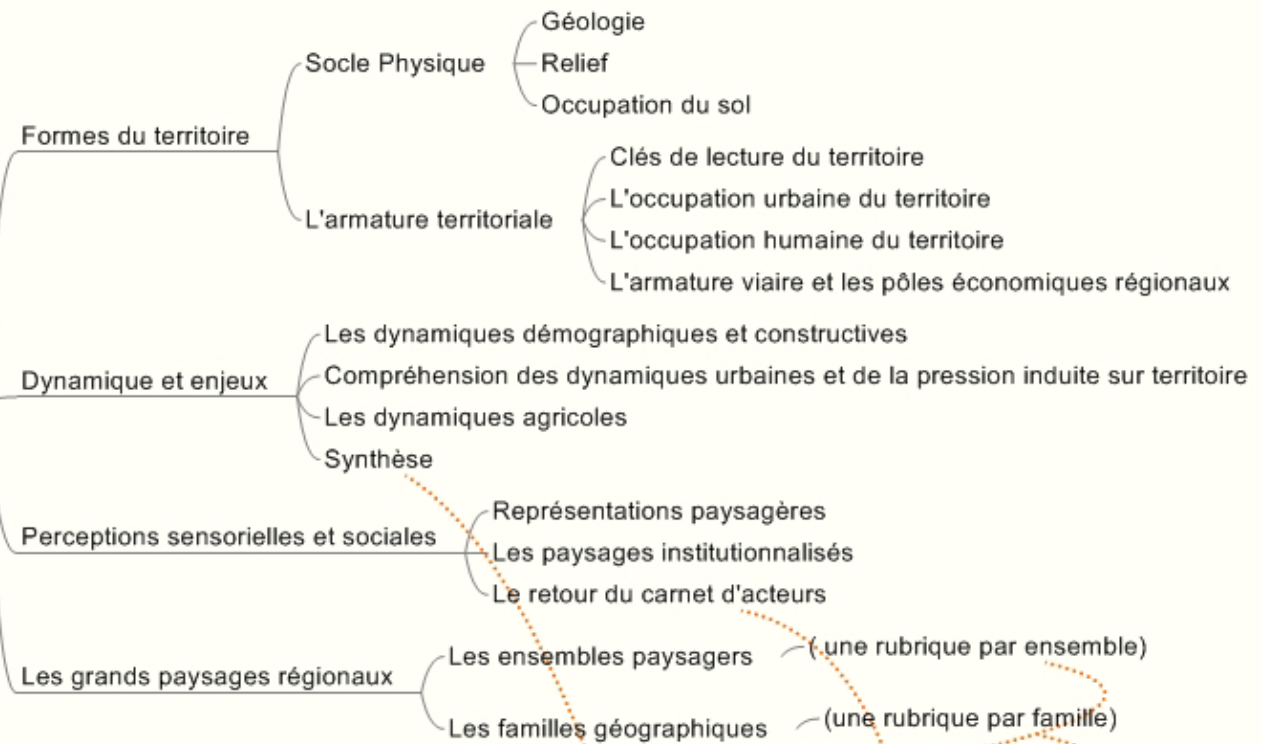 Formes du territoire
Socle Physique
Géologie
Relief
Occupation du sol
L'armature territoriale
Clés de lecture du territoire
L'occupation urbaine du territoire
L'occupation humaine du territoire
L'armature viaire et les pôles économiques régionaux
Dynamique et enjeux
Les dynamiques démographiques et constructives
Compréhension des dynamiques urbaines et de la pression induite sur territoire
Les dynamiques agricoles
Synthèse
Perceptions sensorielles et sociales
Représentations paysagères
Les paysages institutionnalisés
Le retour du carnet d'acteurs
Les grands paysages régionaux
Les ensembles paysagers
( une rubrique par ensemble)
Les familles géographiques
(une rubrique par famille)